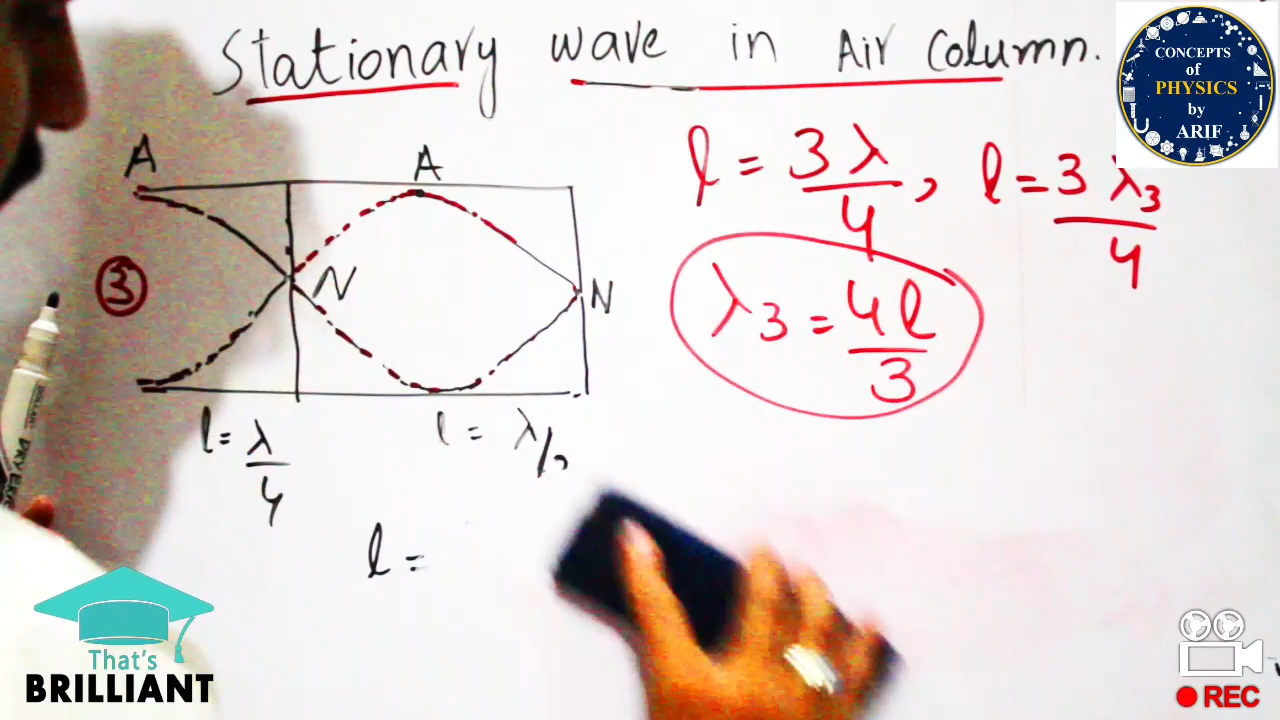 Stationary wave in Air Column.
CONCEPTS
of
PHYSICS
by
ARIF
A A
l = 3λ/4, l = 3λ₃/4
③ N N
λ₃ = 4l/3
l = λ/4 l = λ/2
l =
That's
BRILLIANT
REC